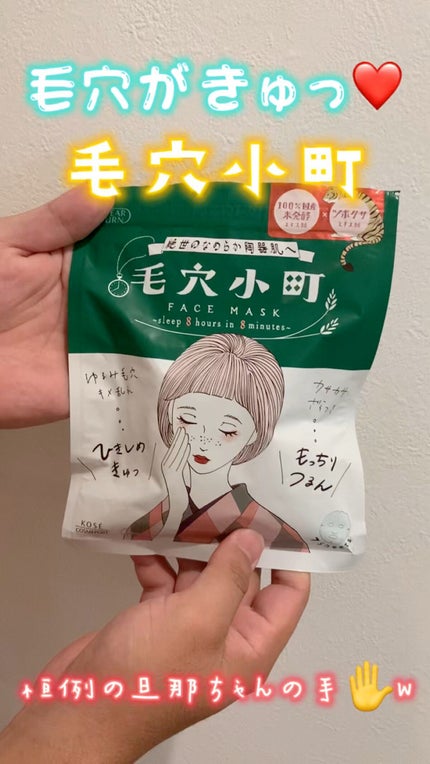 毛穴がきゅっ❤️
毛穴小町
100%国産
米発酵
エキス配合
×
ツボクサ
エキス配合
絶世のなめらか陶器肌へ
毛穴小町
FACE MASK
~sleep 8 hours in 8 minutes~
ゆるみ毛穴
キメ乱れ
ひきしめ
きゅっ
カサカサ
もっちり
つるん
KOSÉ
COSMEPORT
恒例の旦那ちゃんの手✋w